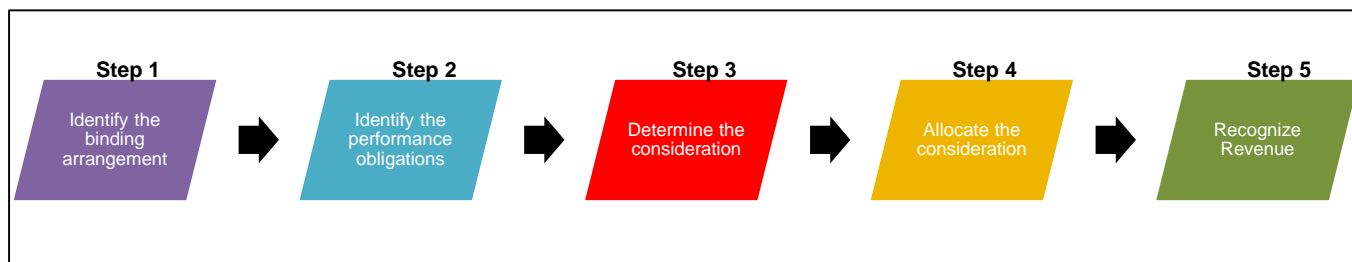 Step 1
Identify the
binding
arrangement
Step 2
Identify the
performance
obligations
Step 3
Determine the
consideration
Step 4
Allocate the
consideration
Step 5
Recognize
Revenue